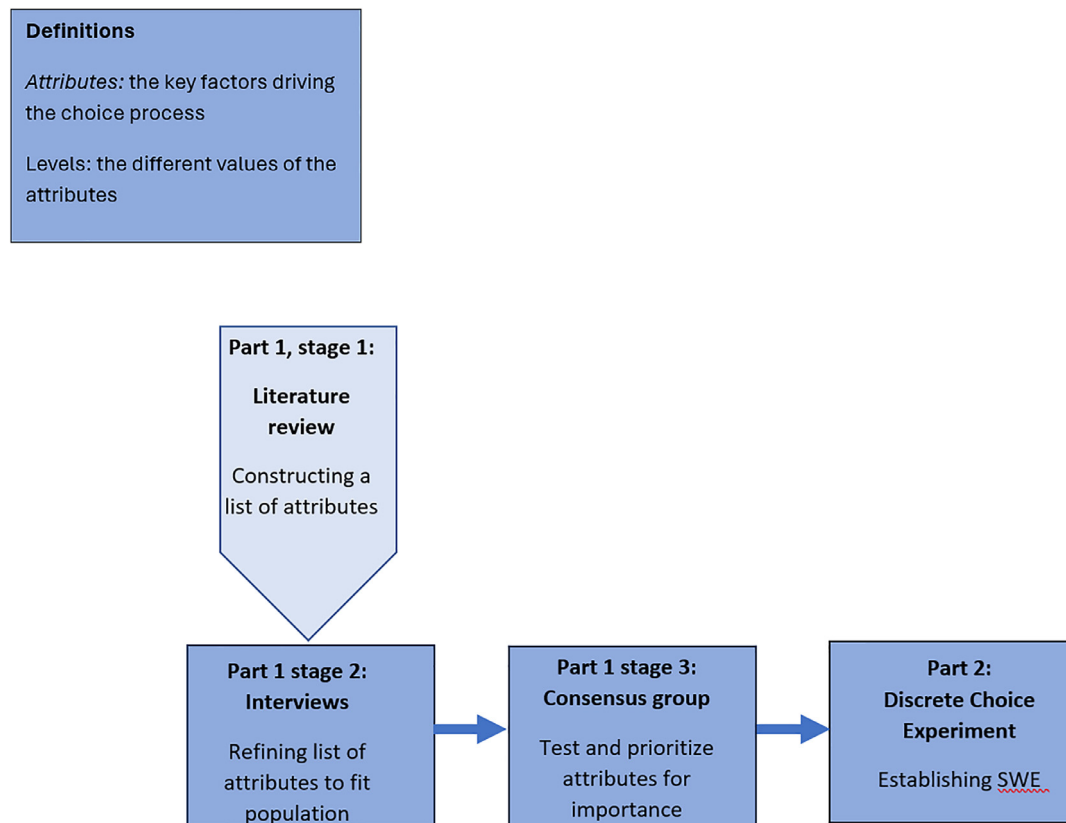 Definitions
Attributes: the key factors driving
the choice process
Levels: the different values of the
attributes
Part 1, stage 1:
Literature
review
Constructing a
list of attributes
Part 1 stage 2:
Interviews
Refining list of
attributes to fit
population
Part 1 stage 3:
Consensus group
Test and prioritize
attributes for
importance
Part 2:
Discrete Choice
Experiment
Establishing SWE